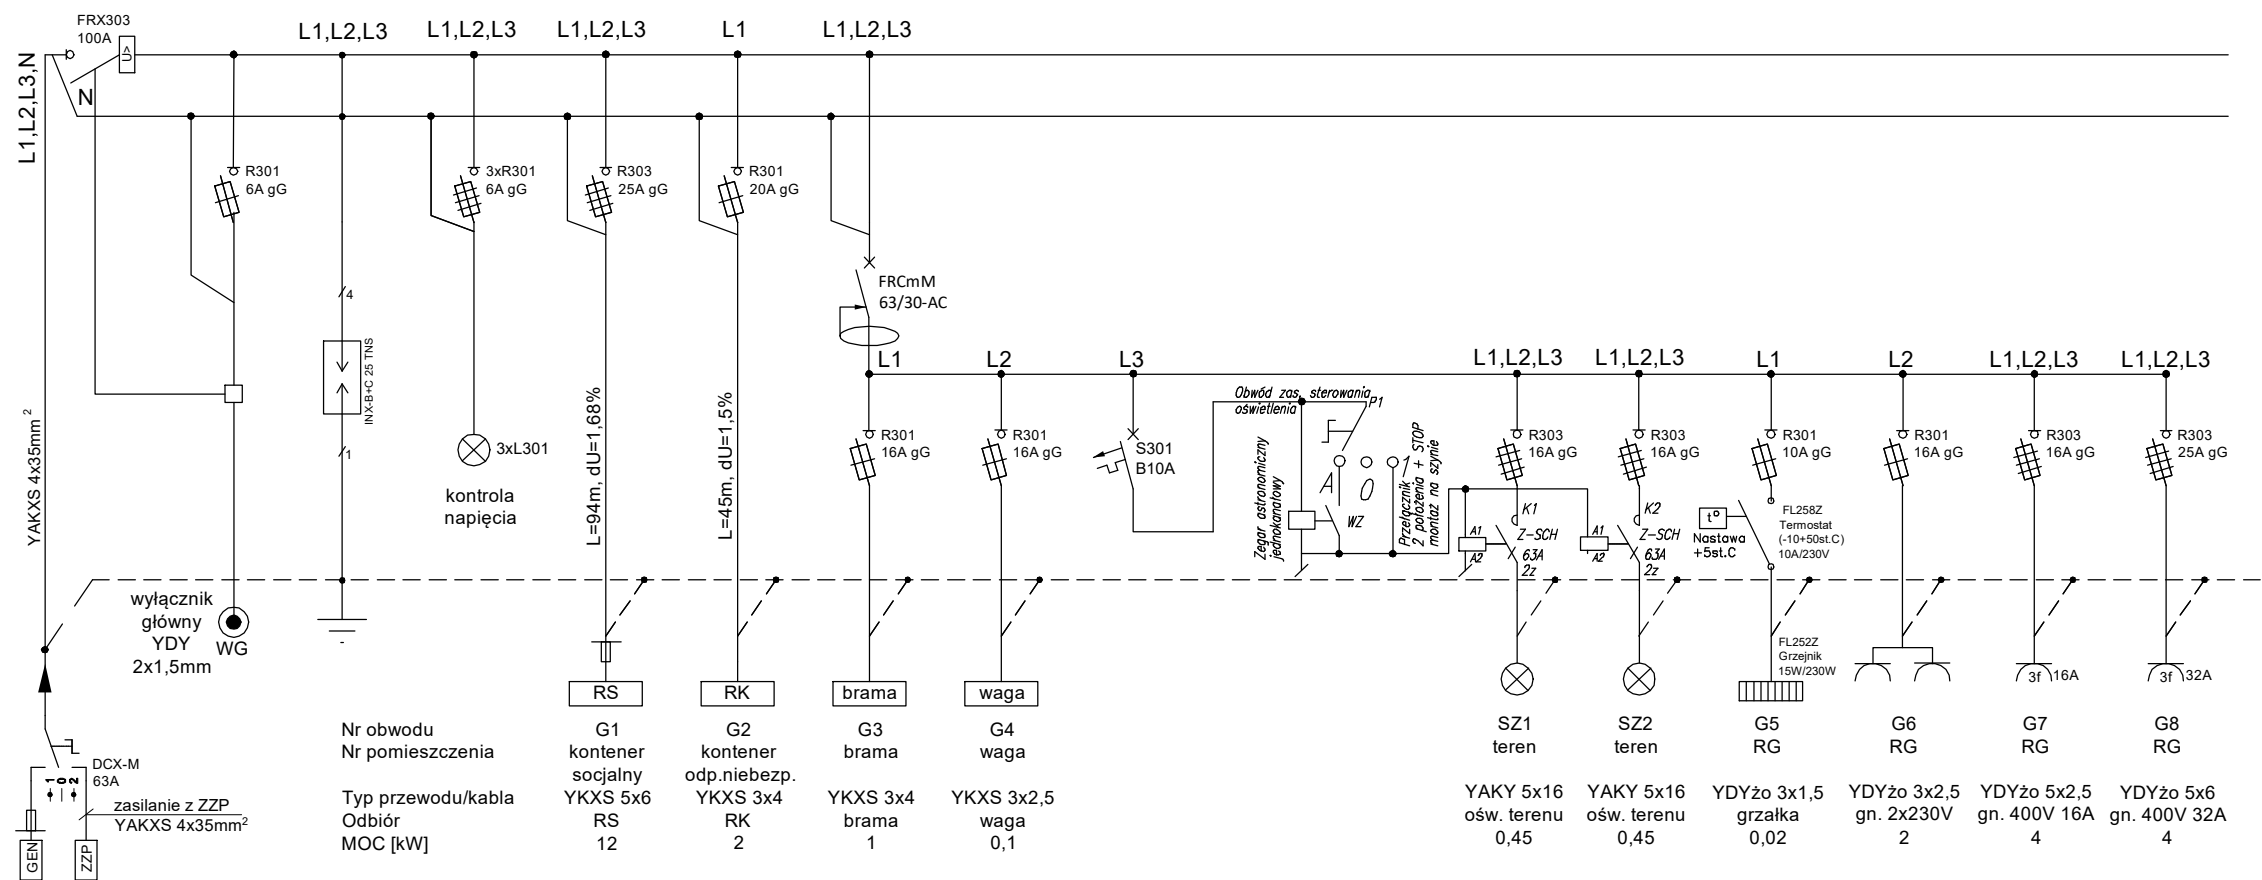 FRX303
100A
U>
L1,L2,L3,N
N
L1,L2,L3
L1,L2,L3
L1,L2,L3
L1
L1,L2,L3
R301
6A gG
3xR301
6A gG
R303
25A gG
R301
20A gG
FRCmM
63/30-AC
4
INX-B+C 25 TNS
1
3xL301
kontrola
napięcia
L=94m, dU=1,68%
L=45m, dU=1,5%
YAKXS 4x35mm²
wyłącznik
główny
YDY
2x1,5mm
WG
L1
L2
L3
L1,L2,L3
L1,L2,L3
L1
L2
L1,L2,L3
L1,L2,L3
R301
16A gG
R301
16A gG
S301
B10A
Obwód zas. sterowania
oświetlenia
P1
Zegar astronomiczny
jednokanałowy
A
0
1
WZ
Przełącznik + STOP
2 położenia
montaż na szynie
R303
16A gG
R303
16A gG
R301
10A gG
R301
16A gG
R303
16A gG
R303
25A gG
K1
Z-SCH
63A
2z
A1
A2
K2
Z-SCH
63A
2z
A1
A2
t°
Nastawa
+5st.C
FL258Z
Termostat
(-10+50st.C)
10A/230V
FL252Z
Grzejnik
15W/230W
3f
16A
3f
32A
RS
RK
brama
waga
DCX-M
63A
1 0 2
zasilanie z ZZP
YAKXS 4x35mm²
GEN
ZZP
Nr obwodu G1 G2 G3 G4 SZ1 SZ2 G5 G6 G7 G8
Nr pomieszczenia kontener kontener brama waga teren teren RG RG RG RG
socjalny odp.niebezp.
Typ przewodu/kabla YKXS 5x6 YKXS 3x4 YKXS 3x4 YKXS 3x2,5 YAKY 5x16 YAKY 5x16 YDYżo 3x1,5 YDYżo 3x2,5 YDYżo 5x2,5 YDYżo 5x6
Odbiór RS RK brama waga ośw. terenu ośw. terenu grzałka gn. 2x230V gn. 400V 16A gn. 400V 32A
MOC [kW] 12 2 1 0,1 0,45 0,45 0,02 2 4 4